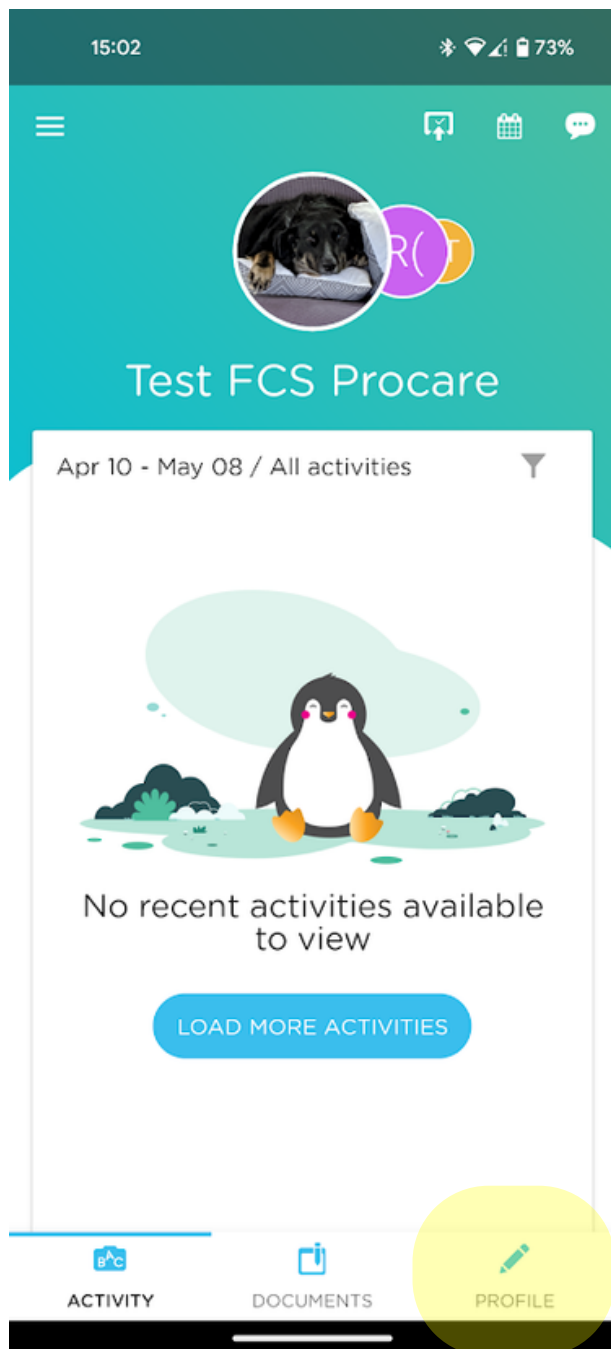 15:02
73%
R( T
Test FCS Procare
Apr 10 - May 08 / All activities
No recent activities available
to view
LOAD MORE ACTIVITIES
BAC
ACTIVITY
DOCUMENTS
PROFILE